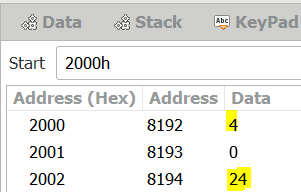 Data Stack Abc KeyPad
Start 2000h
Address (Hex) Address Data
2000 8192 4
2001 8193 0
2002 8194 24